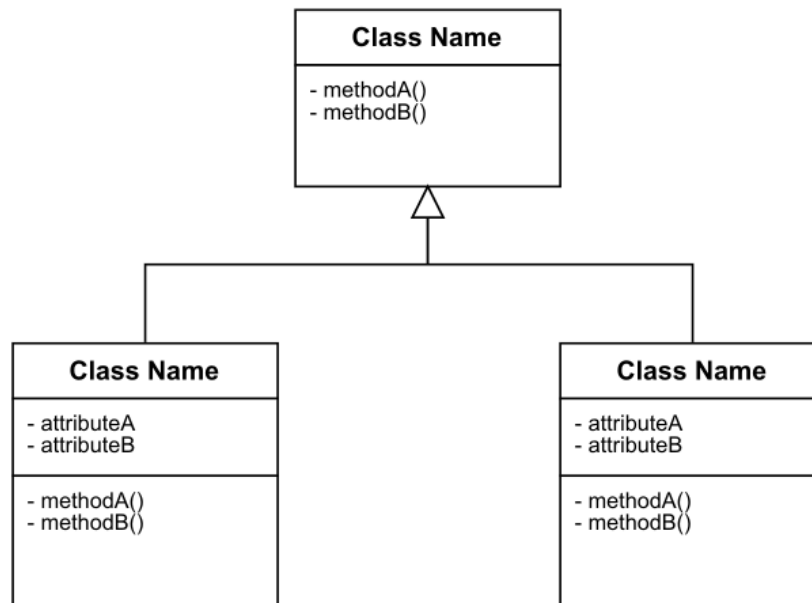 Class Name
- methodA()
- methodB()
Class Name
- attributeA
- attributeB
- methodA()
- methodB()
Class Name
- attributeA
- attributeB
- methodA()
- methodB()